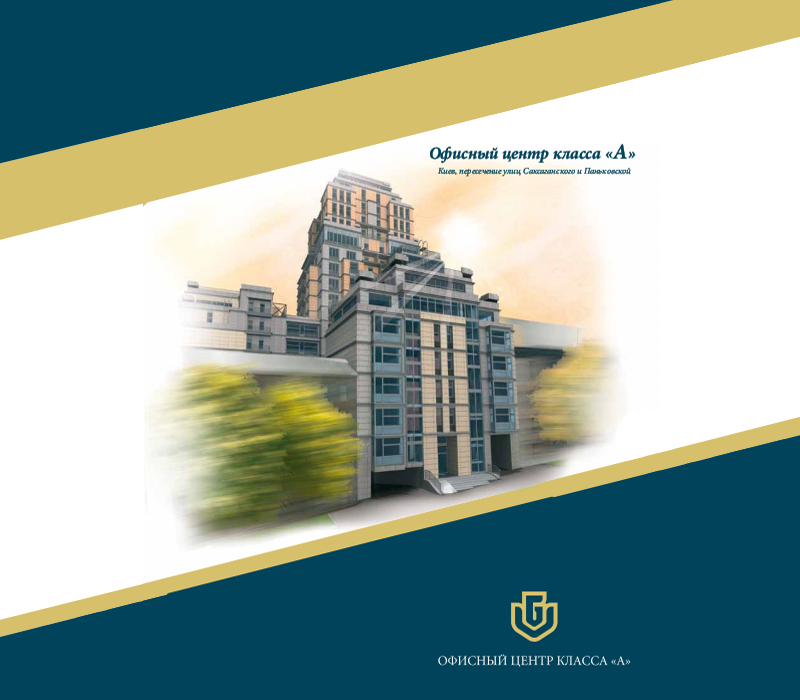 Офисный центр класса «А»
Киев, пересечение улиц Саксаганского и Паньковской
ОФИСНЫЙ ЦЕНТР КЛАССА «А»